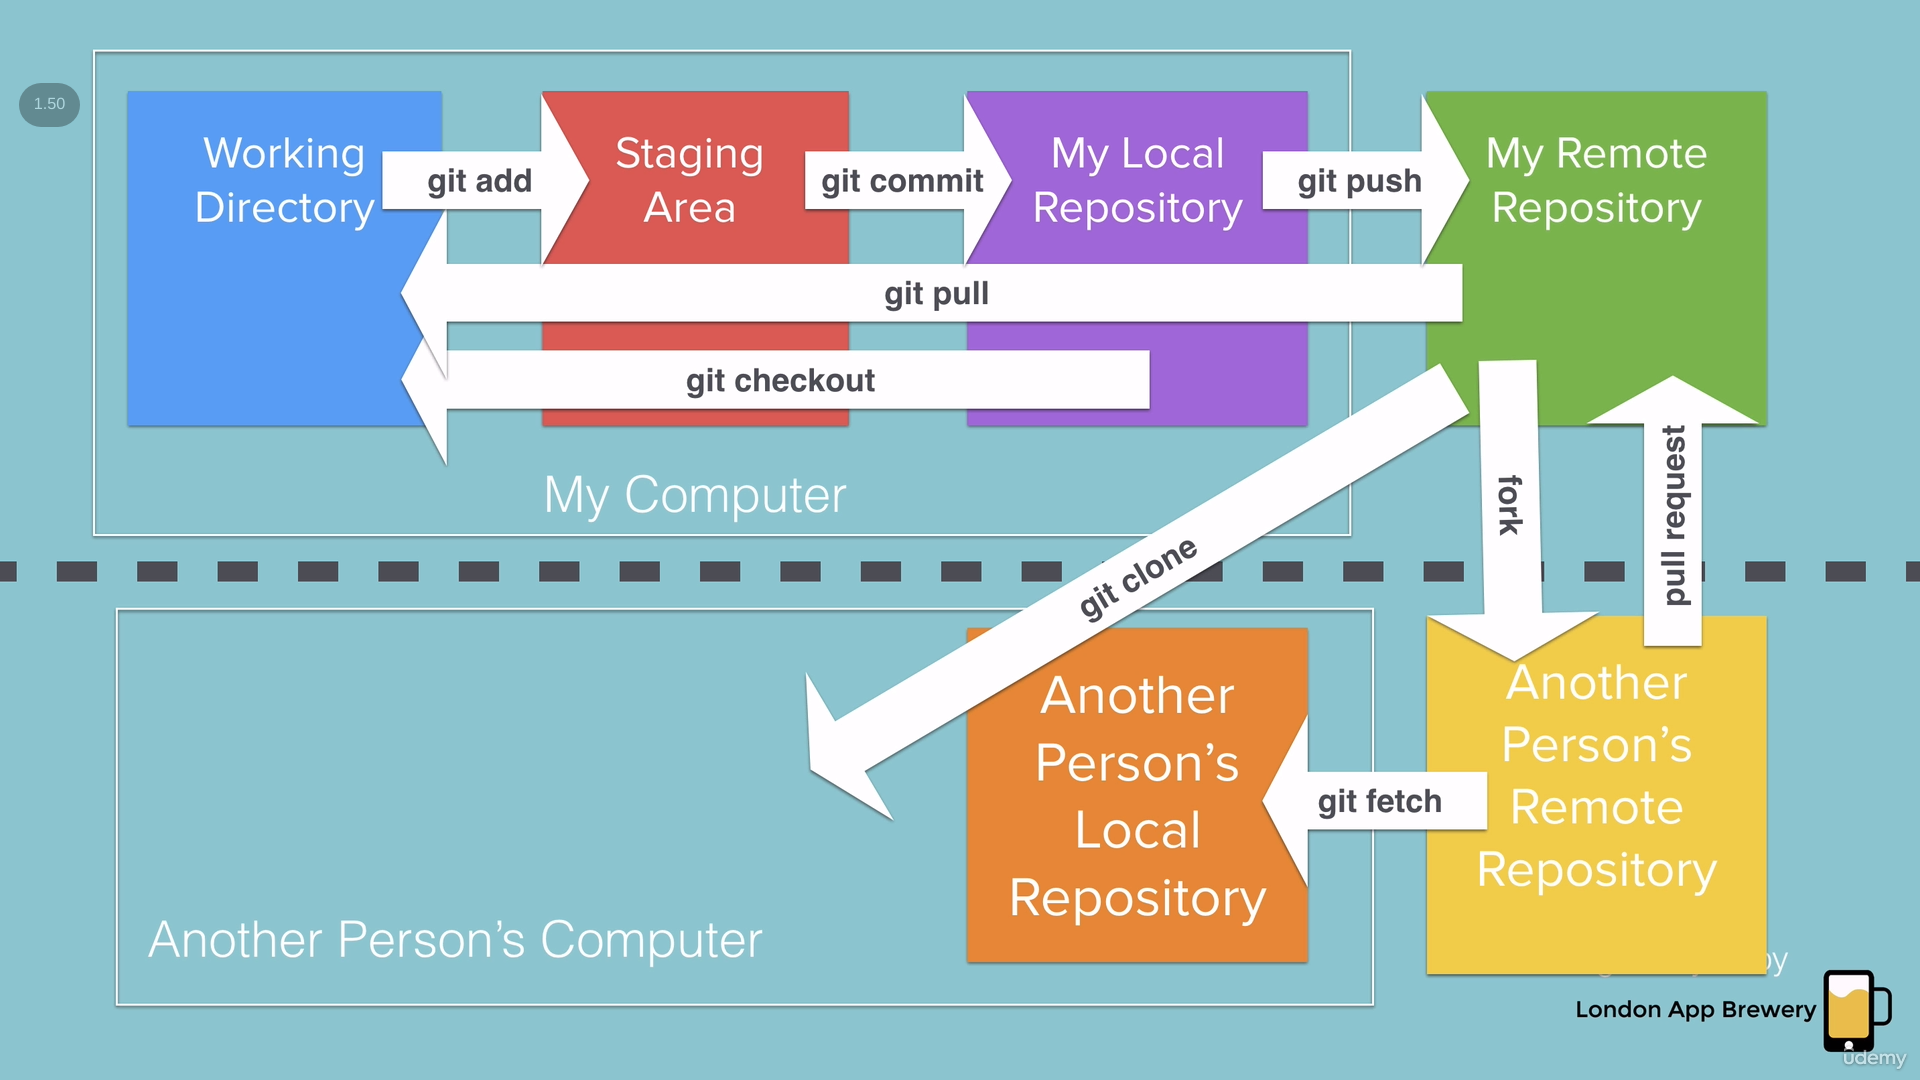 1.50
Working
Directory
git add
Staging
Area
git commit
My Local
Repository
git push
My Remote
Repository
git pull
git checkout
My Computer
git clone
fork
pull request
Another
Person's
Local
Repository
git fetch
Another
Person's
Remote
Repository
Another Person's Computer
by
London App Brewery
ûdemy